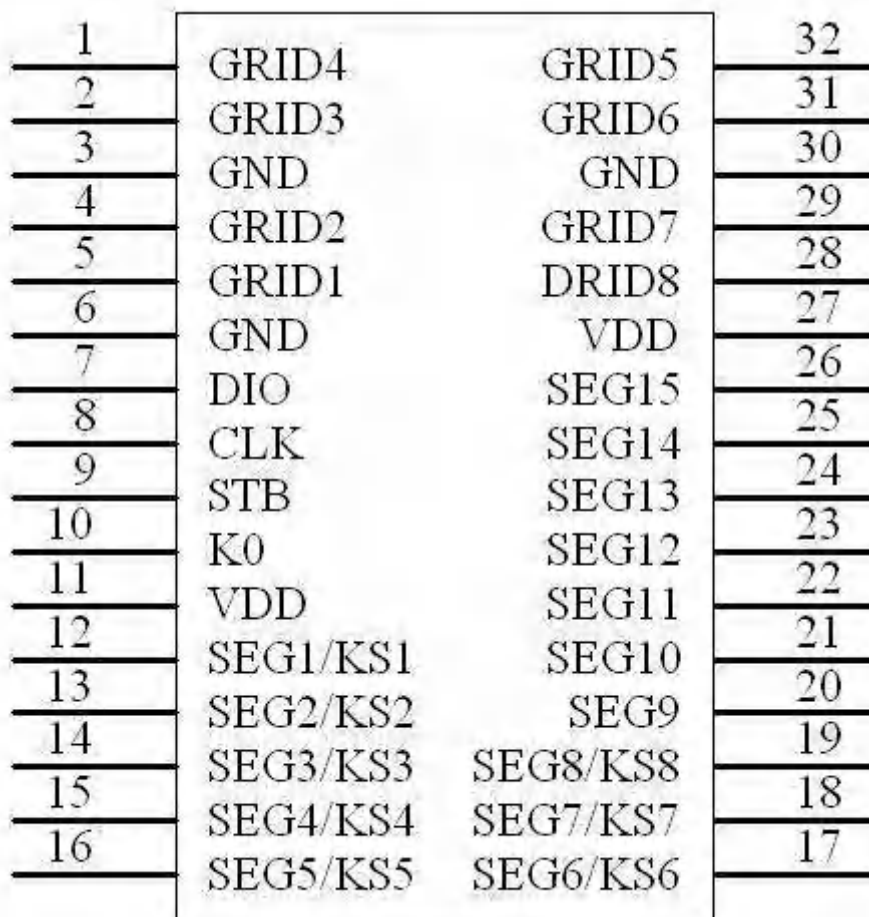 1 GRID4 GRID5 32
2 GRID3 GRID6 31
3 GND GND 30
4 GRID2 GRID7 29
5 GRID1 DRID8 28
6 GND VDD 27
7 DIO SEG15 26
8 CLK SEG14 25
9 STB SEG13 24
10 K0 SEG12 23
11 VDD SEG11 22
12 SEG1/KS1 SEG10 21
13 SEG2/KS2 SEG9 20
14 SEG3/KS3 SEG8/KS8 19
15 SEG4/KS4 SEG7/KS7 18
16 SEG5/KS5 SEG6/KS6 17